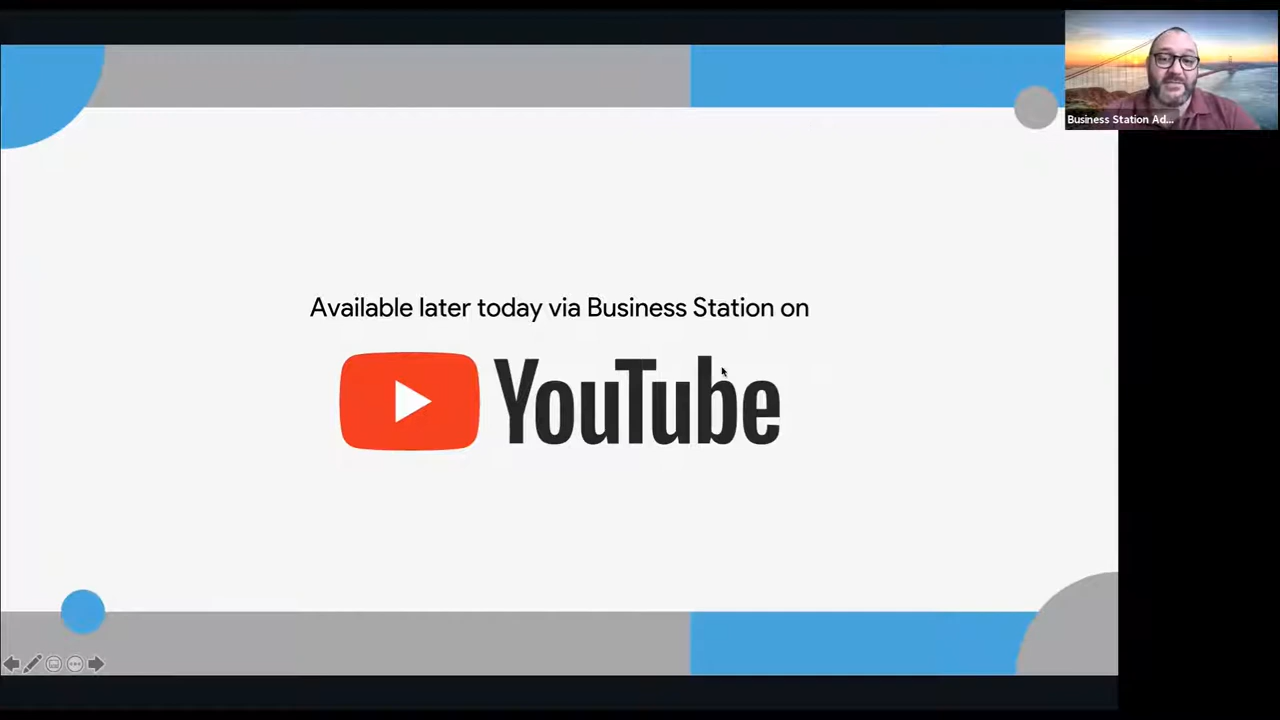 Business Station Ad...
Available later today via Business Station on
YouTube